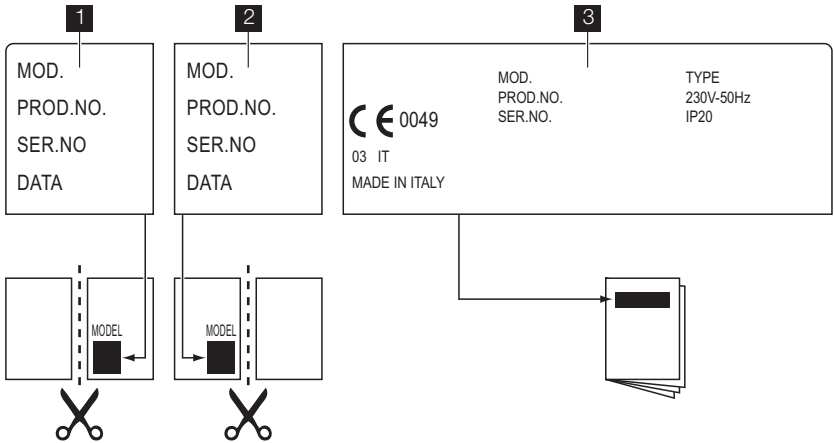 1
2
3
MOD.
PROD.NO.
SER.NO
DATA
MOD.
PROD.NO.
SER.NO
DATA
MOD.
PROD.NO.
SER.NO.
TYPE
230V-50Hz
IP20
CE 0049
03 IT
MADE IN ITALY
MODEL
MODEL